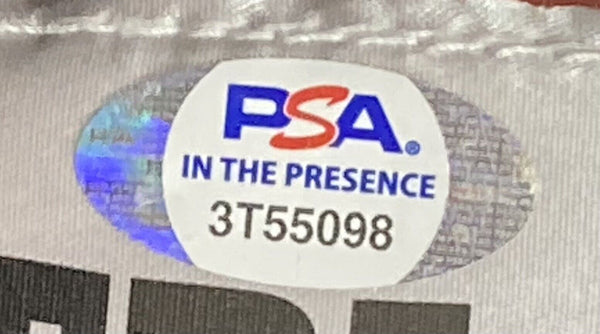 PSA®
IN THE PRESENCE
3T55098